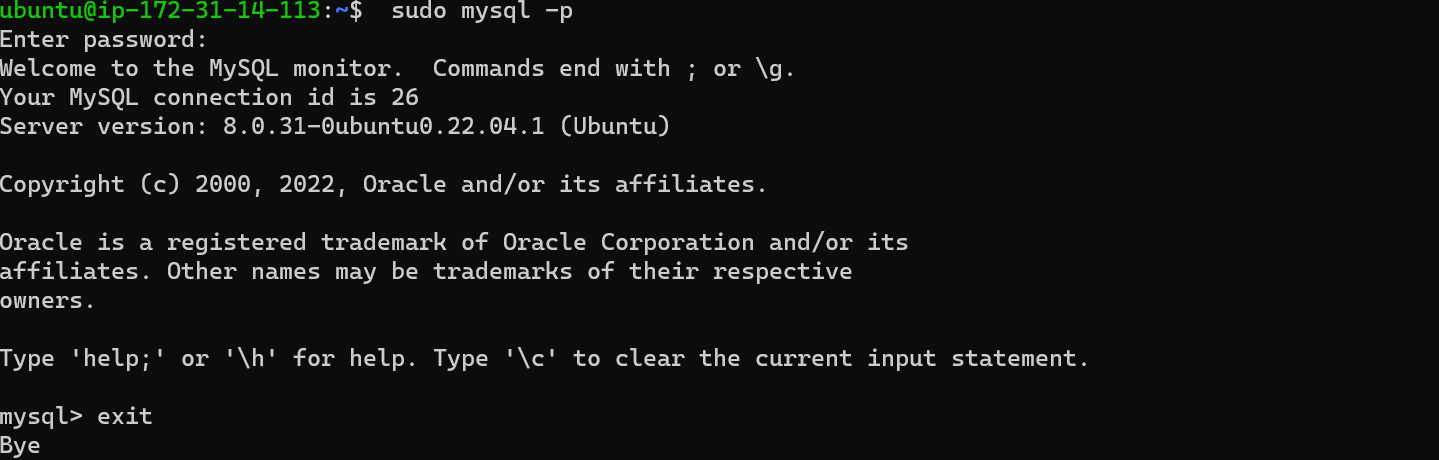 ubuntu@ip-172-31-14-113:~$  sudo mysql -p
Enter password:
Welcome to the MySQL monitor.  Commands end with ; or \g.
Your MySQL connection id is 26
Server version: 8.0.31-0ubuntu0.22.04.1 (Ubuntu)

Copyright (c) 2000, 2022, Oracle and/or its affiliates.

Oracle is a registered trademark of Oracle Corporation and/or its
affiliates. Other names may be trademarks of their respective
owners.

Type 'help;' or '\h' for help. Type '\c' to clear the current input statement.

mysql> exit
Bye